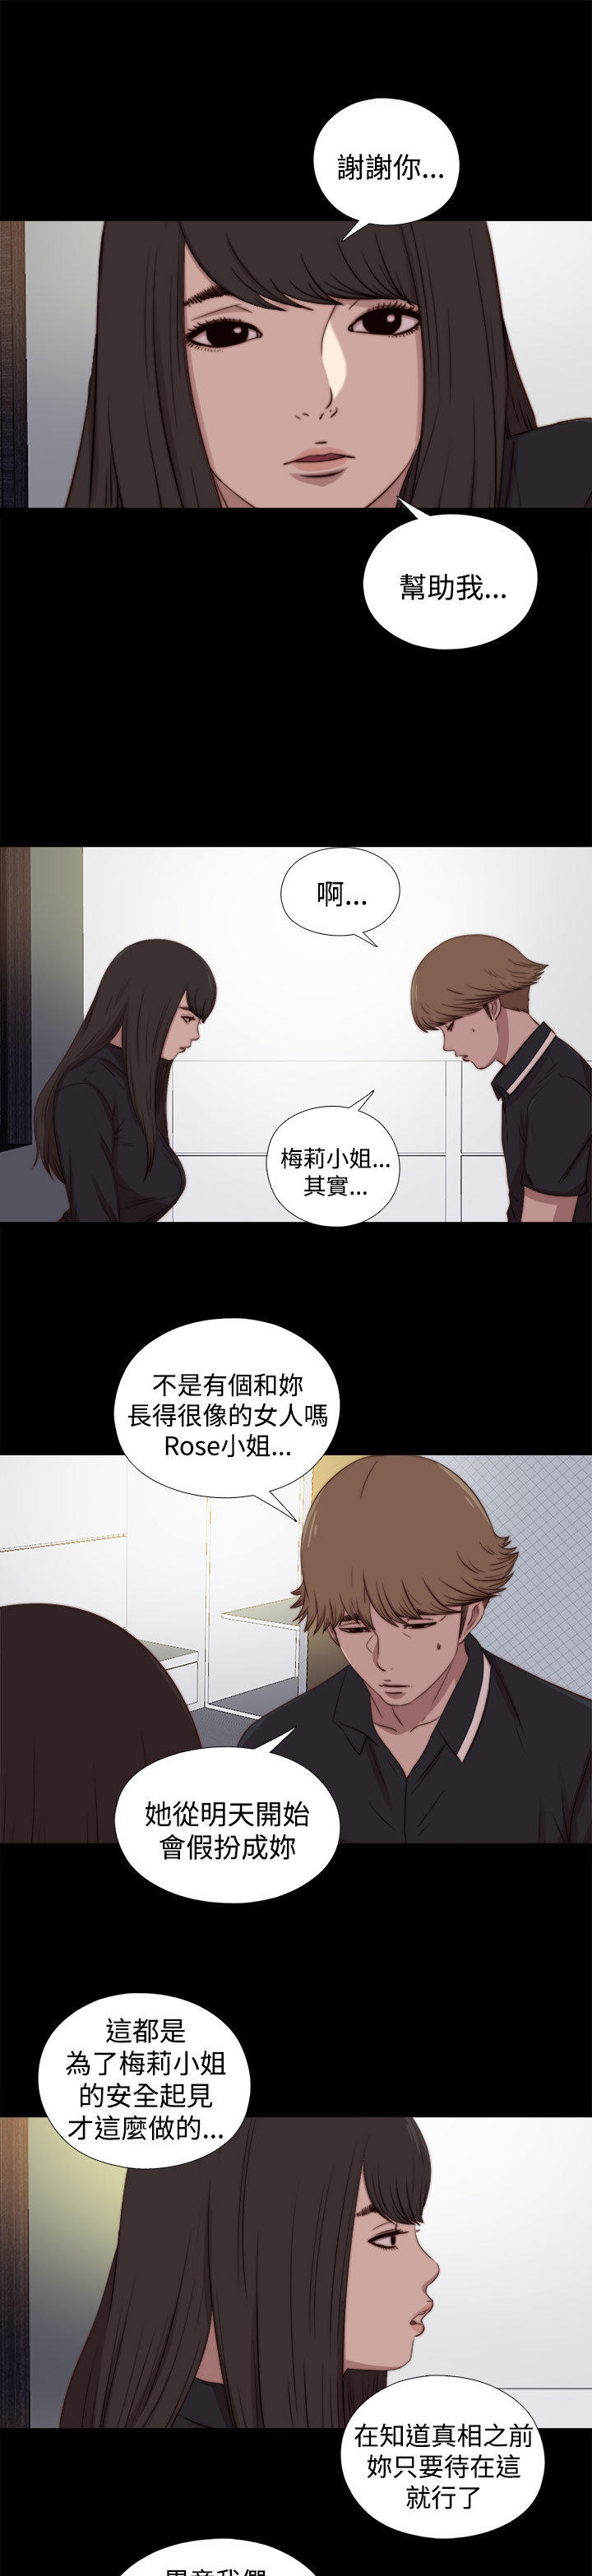 謝謝你...
幫助我...
啊...
梅莉小姐...
其實...
不是有個和妳
長得很像的女人嗎
Rose小姐...
她從明天開始
會假扮成妳
這都是
為了梅莉小姐
的安全起見
才這麼做的...
在知道真相之前
妳只要待在這
就行了